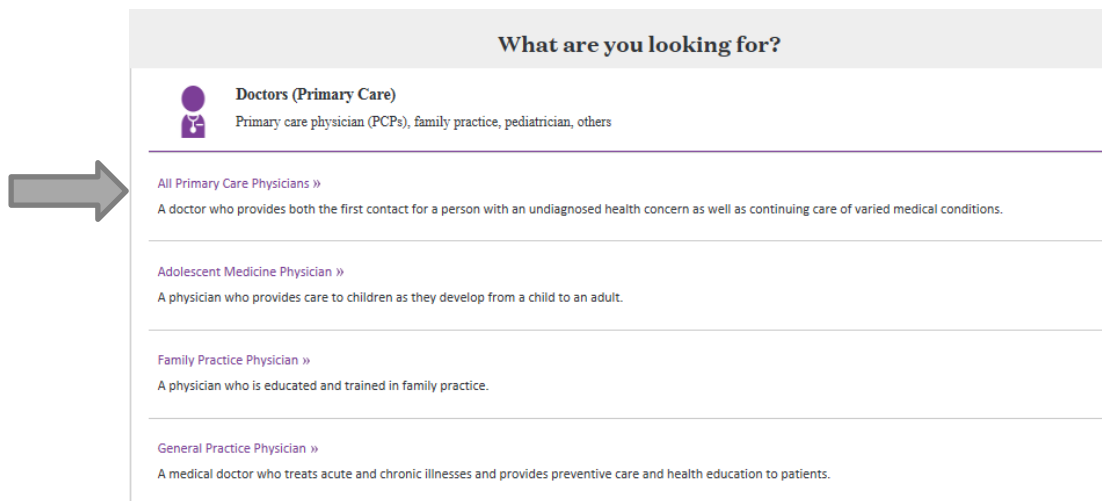 What are you looking for?
Doctors (Primary Care)
Primary care physician (PCPs), family practice, pediatrician, others
All Primary Care Physicians »
A doctor who provides both the first contact for a person with an undiagnosed health concern as well as continuing care of varied medical conditions.
Adolescent Medicine Physician »
A physician who provides care to children as they develop from a child to an adult.
Family Practice Physician »
A physician who is educated and trained in family practice.
General Practice Physician »
A medical doctor who treats acute and chronic illnesses and provides preventive care and health education to patients.